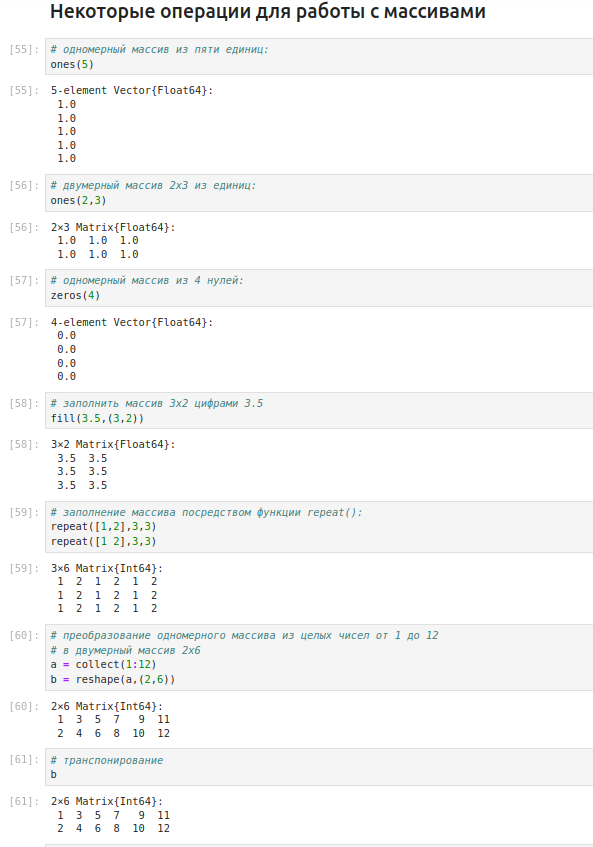 Некоторые операции для работы с массивами
[55]: # одномерный массив из пяти единиц:
ones(5)
[55]: 5-element Vector{Float64}:
1.0
1.0
1.0
1.0
1.0
[56]: # двумерный массив 2x3 из единиц:
ones(2,3)
[56]: 2×3 Matrix{Float64}:
1.0 1.0 1.0
1.0 1.0 1.0
[57]: # одномерный массив из 4 нулей:
zeros(4)
[57]: 4-element Vector{Float64}:
0.0
0.0
0.0
0.0
[58]: # заполнить массив 3x2 цифрами 3.5
fill(3.5,(3,2))
[58]: 3×2 Matrix{Float64}:
3.5 3.5
3.5 3.5
3.5 3.5
[59]: # заполнение массива посредством функции repeat():
repeat([1,2],3,3)
repeat([1 2],3,3)
[59]: 3×6 Matrix{Int64}:
1 2 1 2 1 2
1 2 1 2 1 2
1 2 1 2 1 2
[60]: # преобразование одномерного массива из целых чисел от 1 до 12
# в двумерный массив 2x6
a = collect(1:12)
b = reshape(a,(2,6))
[60]: 2×6 Matrix{Int64}:
1 3 5 7 9 11
2 4 6 8 10 12
[61]: # транспонирование
b
[61]: 2×6 Matrix{Int64}:
1 3 5 7 9 11
2 4 6 8 10 12